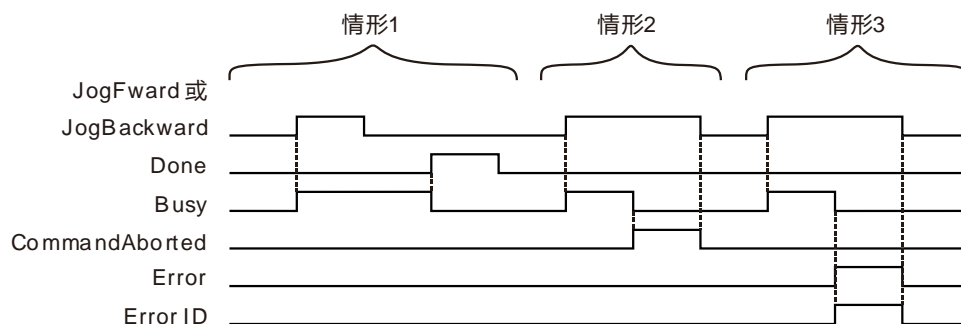 情形1 情形2 情形3
JogFward 或
JogBackward
Done
Busy
CommandAborted
Error
Error ID